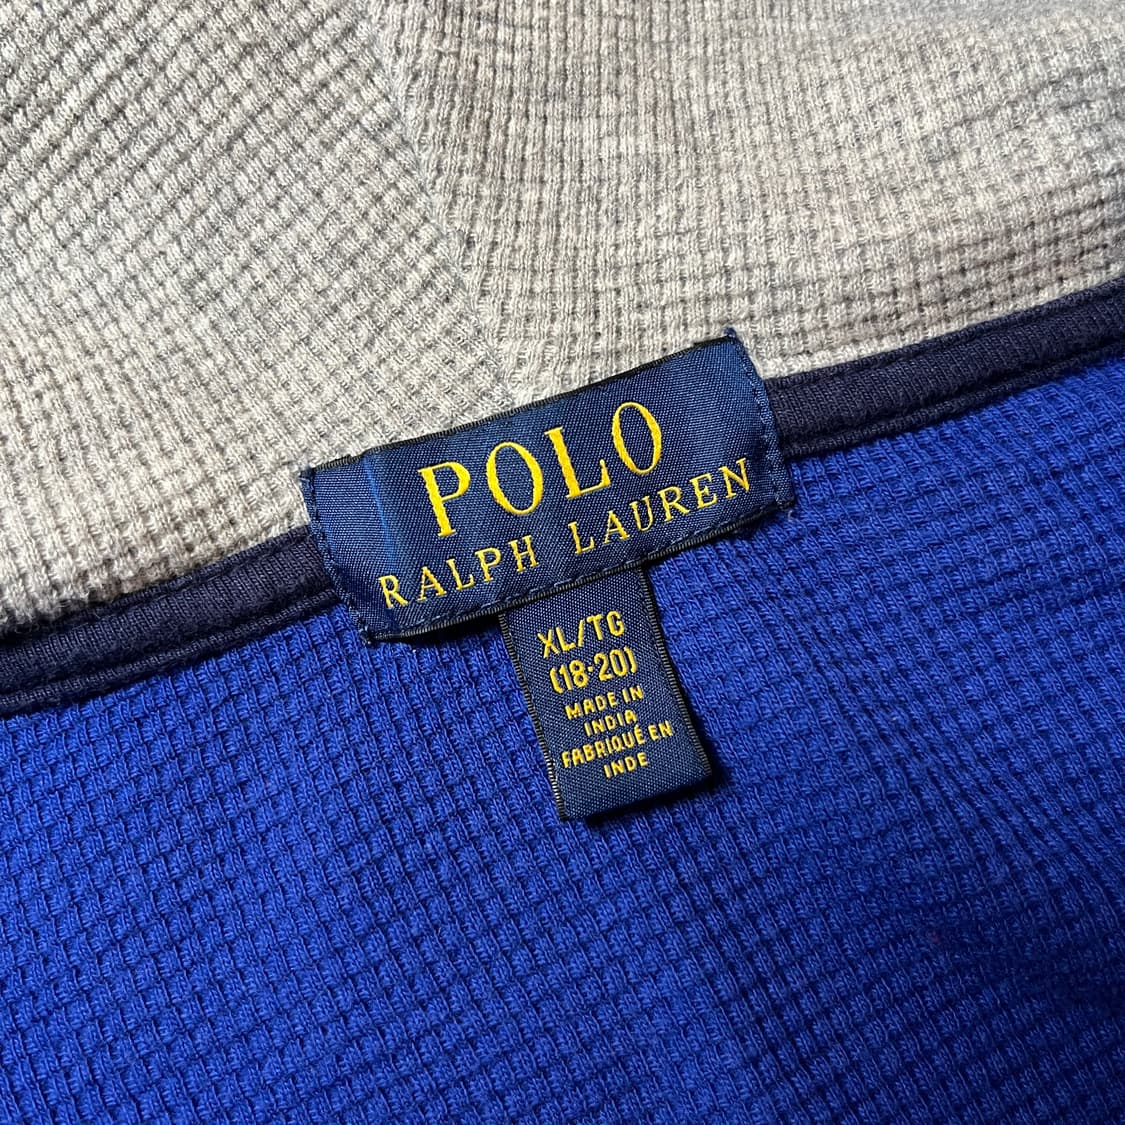 POLO
RALPH LAUREN
XL/TG
(18-20)
MADE IN
INDIA
FABRIQUÉ EN
INDE